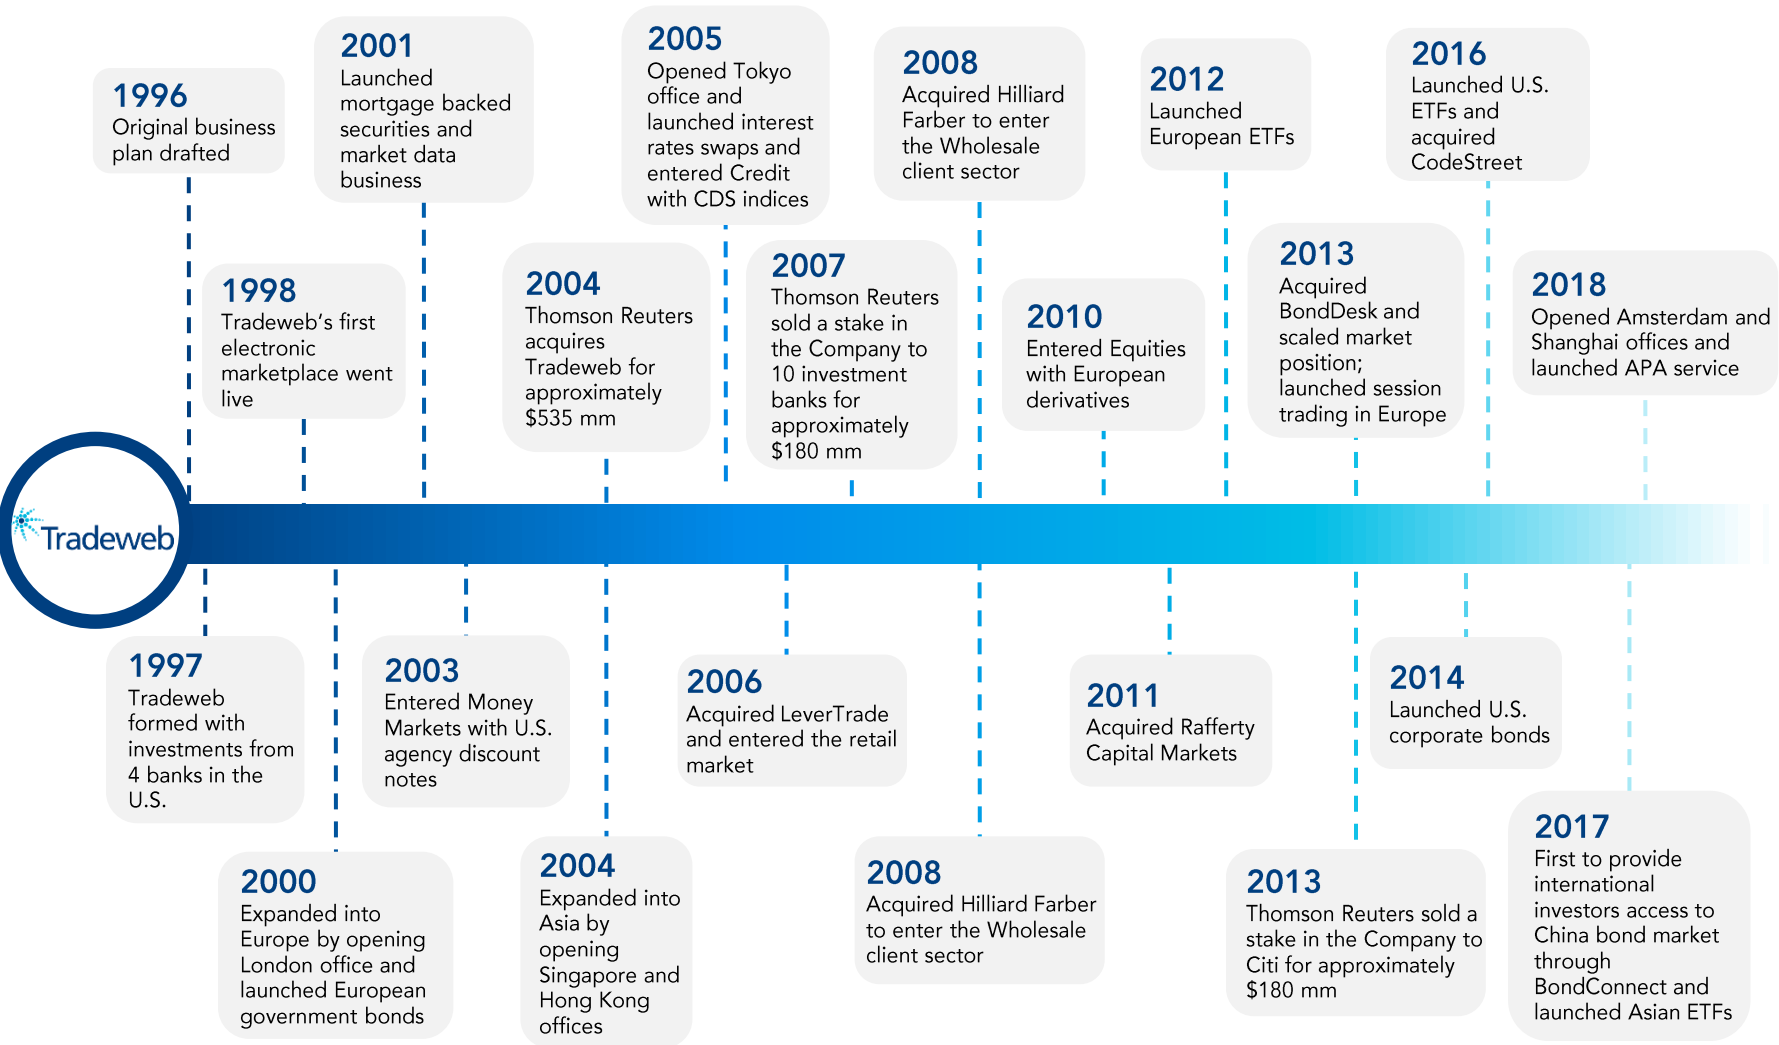 1996
Original business
plan drafted
2001
Launched
mortgage backed
securities and
market data
business
2005
Opened Tokyo
office and
launched interest
rates swaps and
entered Credit
with CDS indices
2008
Acquired Hilliard
Farber to enter
the Wholesale
client sector
2012
Launched
European ETFs
2016
Launched U.S.
ETFs and
acquired
CodeStreet
1998
Tradeweb’s first
electronic
marketplace went
live
2004
Thomson Reuters
acquires
Tradeweb for
approximately
$535 mm
2007
Thomson Reuters
sold a stake in
the Company to
10 investment
banks for
approximately
$180 mm
2010
Entered Equities
with European
derivatives
2013
Acquired
BondDesk and
scaled market
position;
launched session
trading in Europe
2018
Opened Amsterdam and
Shanghai offices and
launched APA service
Tradeweb
1997
Tradeweb
formed with
investments from
4 banks in the
U.S.
2003
Entered Money
Markets with U.S.
agency discount
notes
2006
Acquired LeverTrade
and entered the retail
market
2011
Acquired Rafferty
Capital Markets
2014
Launched U.S.
corporate bonds
2000
Expanded into
Europe by opening
London office and
launched European
government bonds
2004
Expanded into
Asia by
opening
Singapore and
Hong Kong
offices
2008
Acquired Hilliard Farber
to enter the Wholesale
client sector
2013
Thomson Reuters sold a
stake in the Company to
Citi for approximately
$180 mm
2017
First to provide
international
investors access to
China bond market
through
BondConnect and
launched Asian ETFs